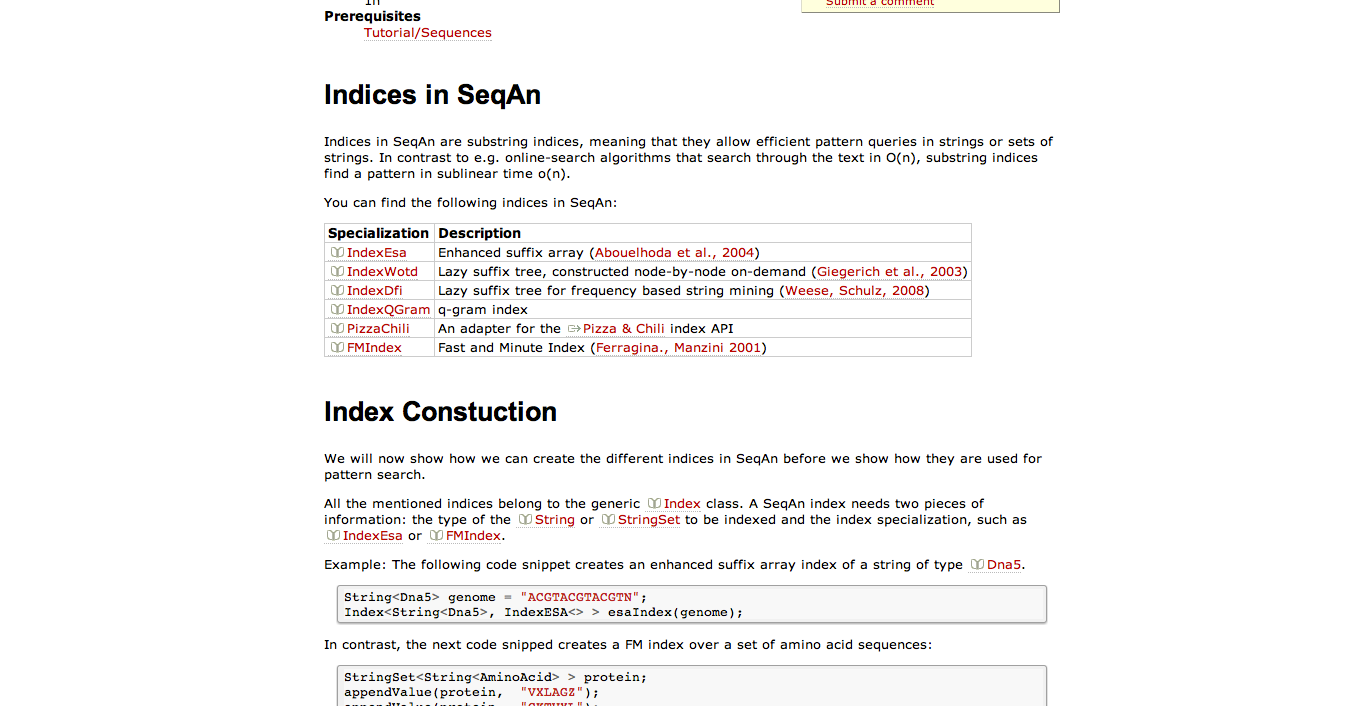 1h
Submit a comment
Prerequisites
Tutorial/Sequences
Indices in SeqAn
Indices in SeqAn are substring indices, meaning that they allow efficient pattern queries in strings or sets of
strings. In contrast to e.g. online-search algorithms that search through the text in O(n), substring indices
find a pattern in sublinear time o(n).
You can find the following indices in SeqAn:
Specialization Description
IndexEsa Enhanced suffix array (Abouelhoda et al., 2004)
IndexWotd Lazy suffix tree, constructed node-by-node on-demand (Giegerich et al., 2003)
IndexDfi Lazy suffix tree for frequency based string mining (Weese, Schulz, 2008)
IndexQGram q-gram index
PizzaChili An adapter for the Pizza & Chili index API
FMIndex Fast and Minute Index (Ferragina., Manzini 2001)
Index Constuction
We will now show how we can create the different indices in SeqAn before we show how they are used for
pattern search.
All the mentioned indices belong to the generic Index class. A SeqAn index needs two pieces of
information: the type of the String or StringSet to be indexed and the index specialization, such as
IndexEsa or FMIndex.
Example: The following code snippet creates an enhanced suffix array index of a string of type Dna5.
String<Dna5> genome = "ACGTACGTACGTN";
Index<String<Dna5>, IndexESA<> > esaIndex(genome);
In contrast, the next code snipped creates a FM index over a set of amino acid sequences:
StringSet<String<AminoAcid> > protein;
appendValue(protein, "VXLAGZ");